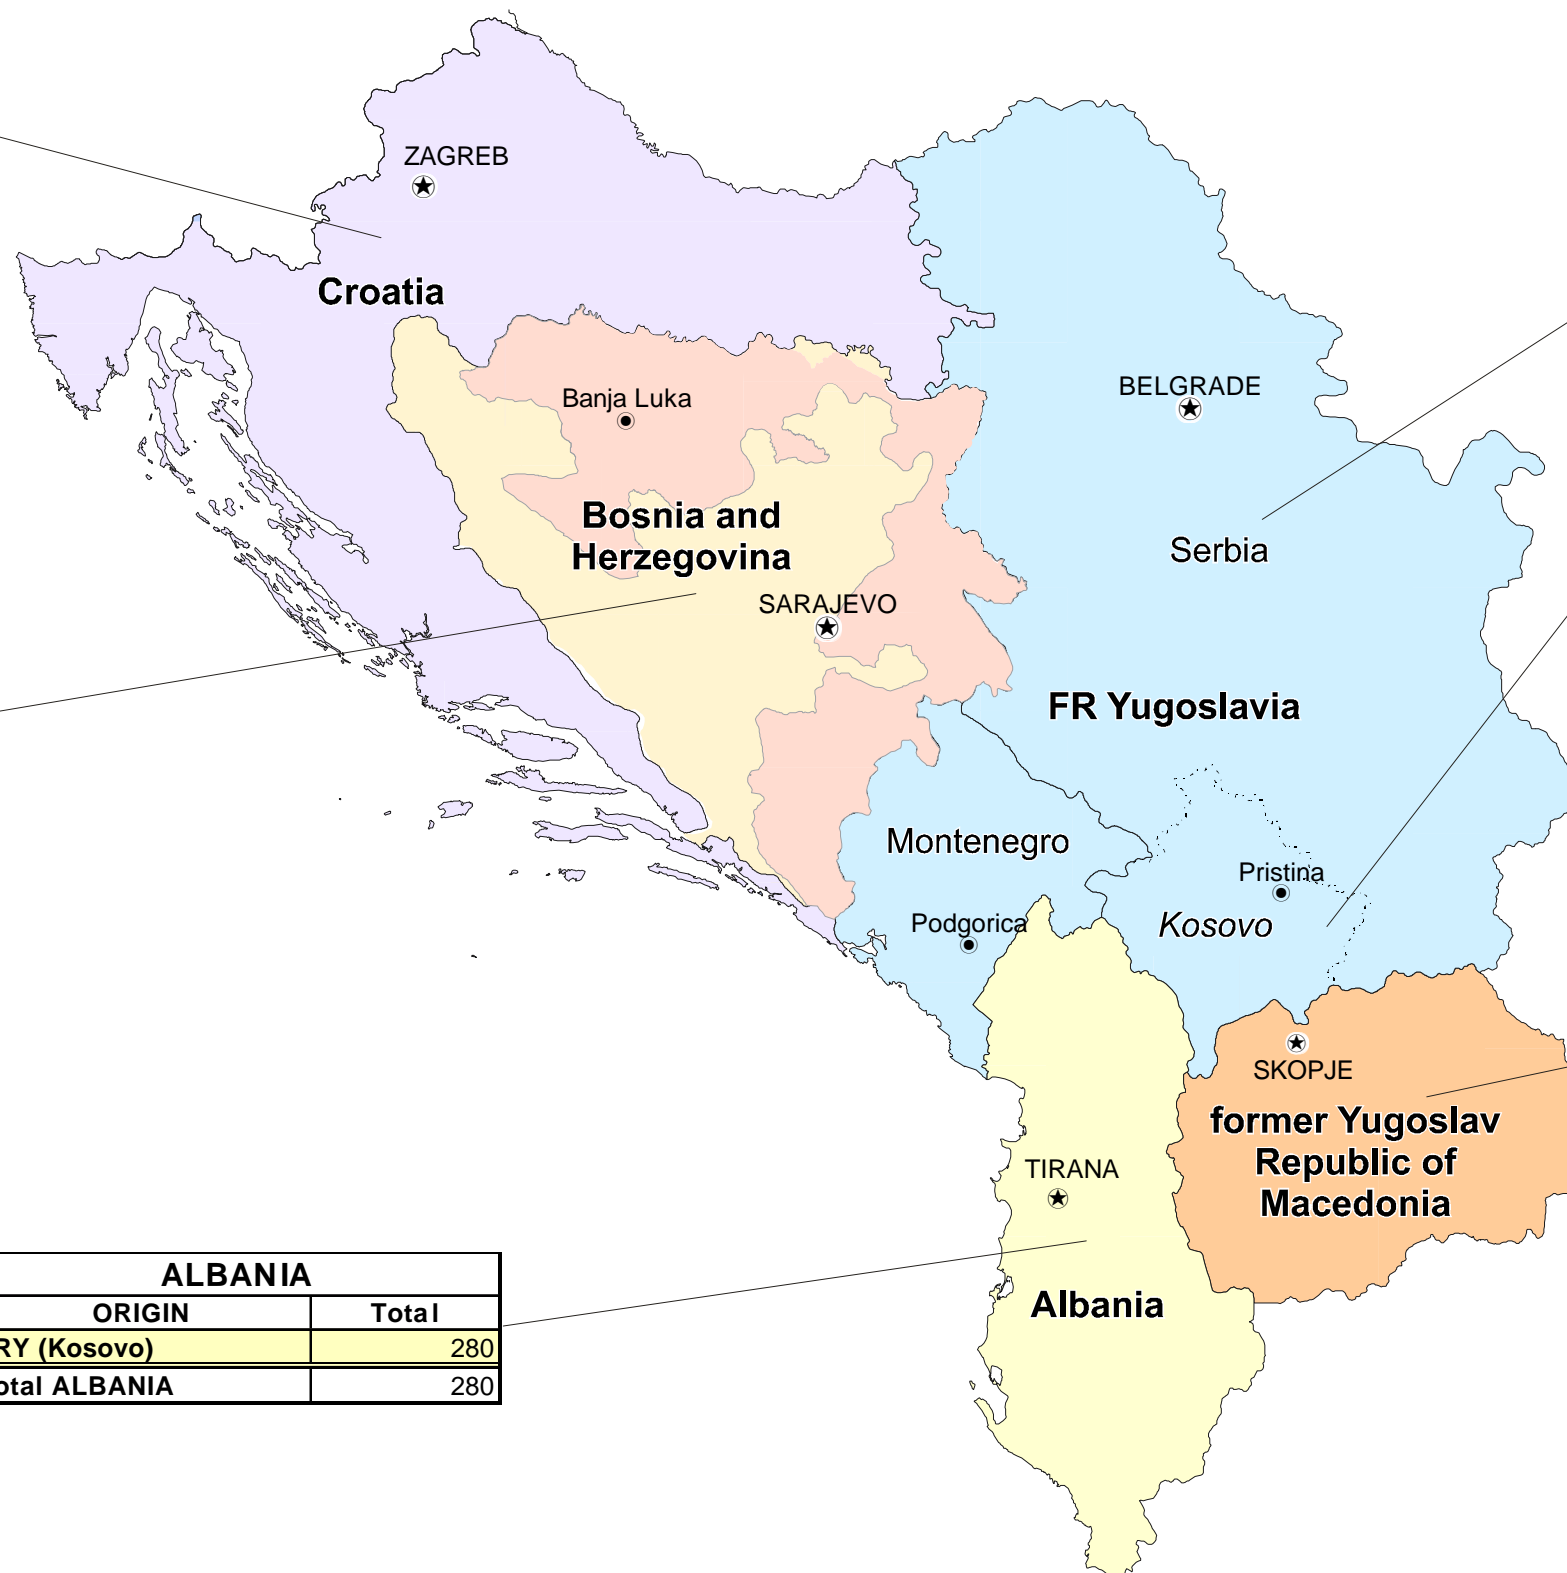 ZAGREB
Croatia
BELGRADE
Banja Luka
Bosnia and
Herzegovina
Serbia
SARAJEVO
FR Yugoslavia
Montenegro
Pristina
Kosovo
Podgorica
SKOPJE
former Yugoslav
Republic of
Macedonia
TIRANA
Albania
ALBANIA
ORIGIN Total
RY (Kosovo) 280
otal ALBANIA 280